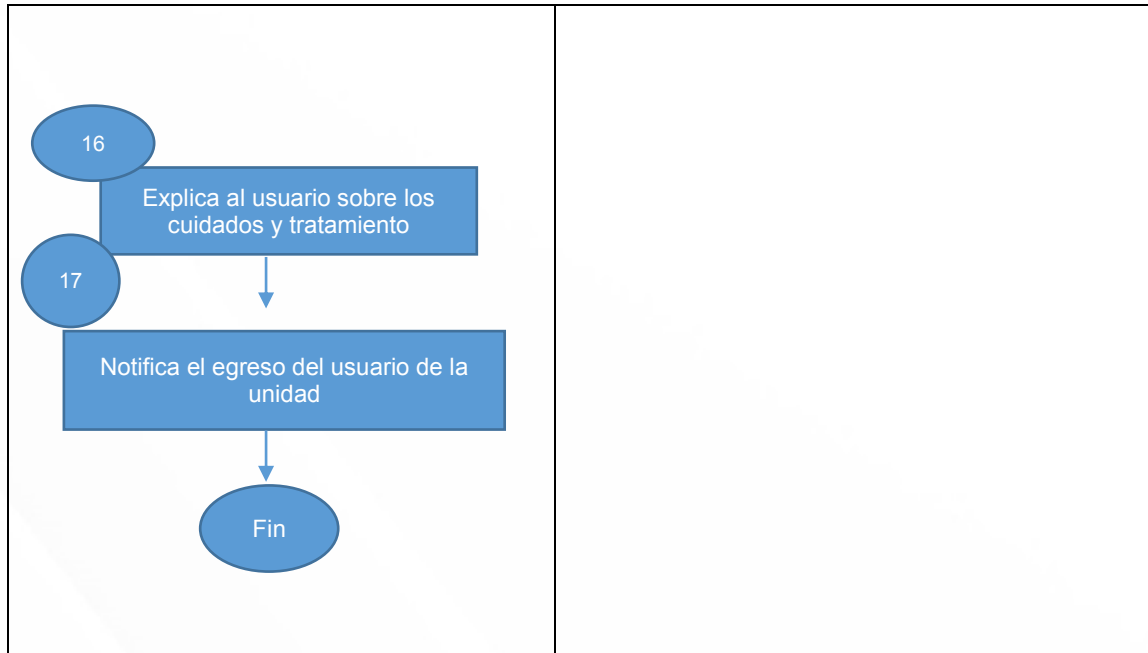 16
Explica al usuario sobre los
cuidados y tratamiento
17
Notifica el egreso del usuario de la
unidad
Fin